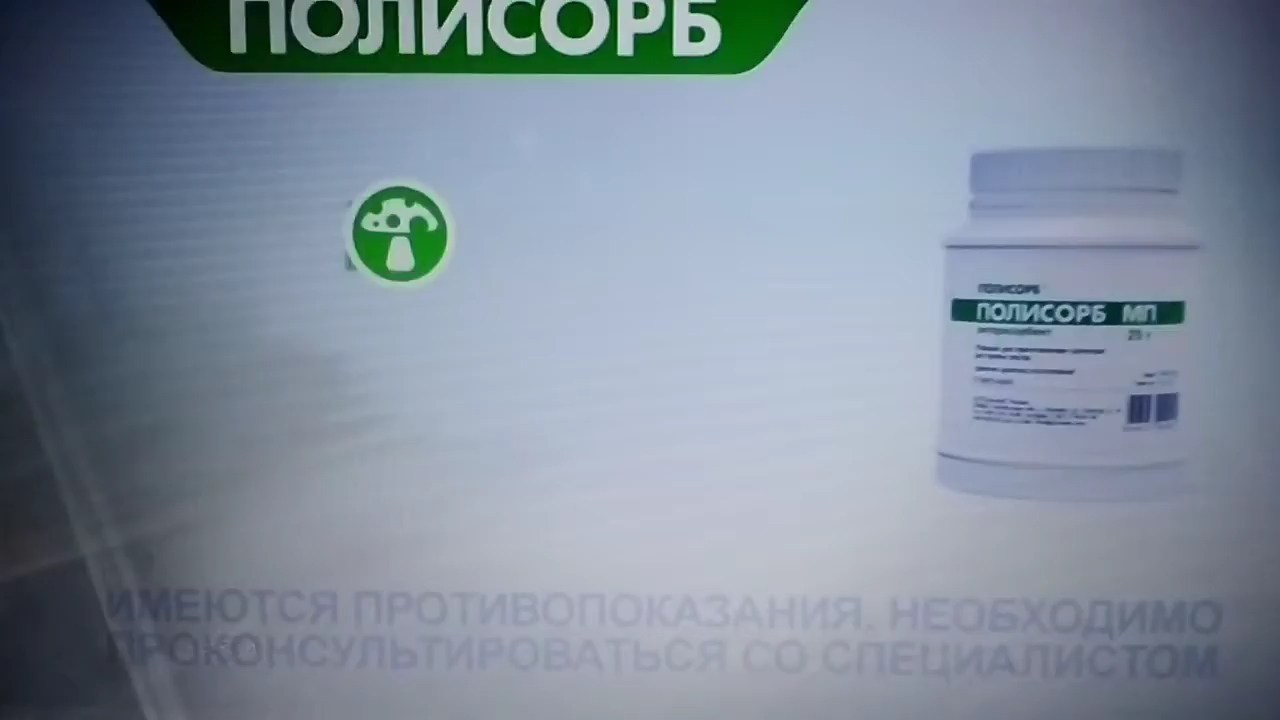 ПОЛИСОРБ
ПОЛИСОРБ
ПОЛИСОРБ МП
25 г
ИМЕЮТСЯ ПРОТИВОПОКАЗАНИЯ. НЕОБХОДИМО
ПРОКОНСУЛЬТИРОВАТЬСЯ СО СПЕЦИАЛИСТОМ